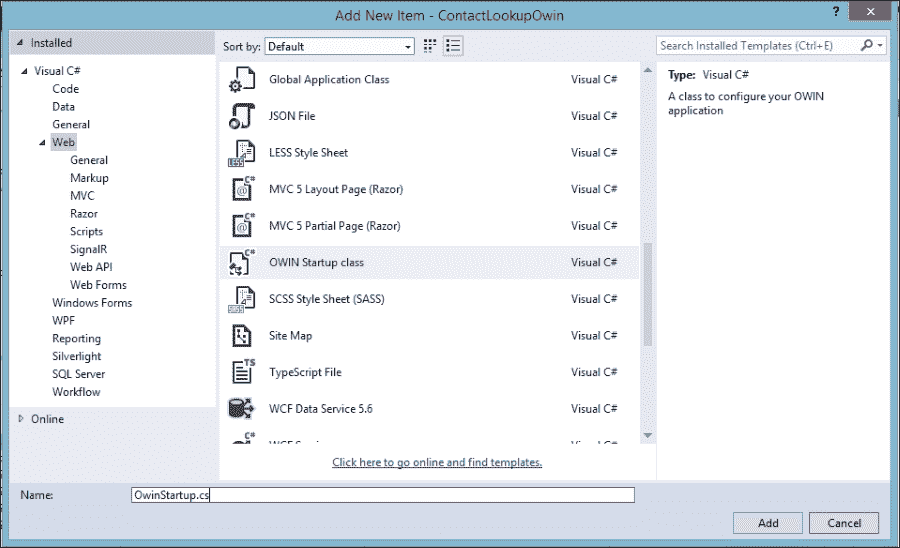 Add New Item - ContactLookupOwin
?
Installed
Sort by: Default
Search Installed Templates (Ctrl+E)
Visual C#
Code
Data
General
Web
General
Markup
MVC
Razor
Scripts
SignalR
Web API
Web Forms
Windows Forms
WPF
Reporting
Silverlight
SQL Server
Workflow
Online
Global Application Class Visual C#
JSON File Visual C#
LESS Style Sheet Visual C#
MVC 5 Layout Page (Razor) Visual C#
MVC 5 Partial Page (Razor) Visual C#
OWIN Startup class Visual C#
SCSS Style Sheet (SASS) Visual C#
Site Map Visual C#
TypeScript File Visual C#
WCF Data Service 5.6 Visual C#
Click here to go online and find templates.
Type: Visual C#
A class to configure your OWIN
application
Name: OwinStartup.cs
Add Cancel